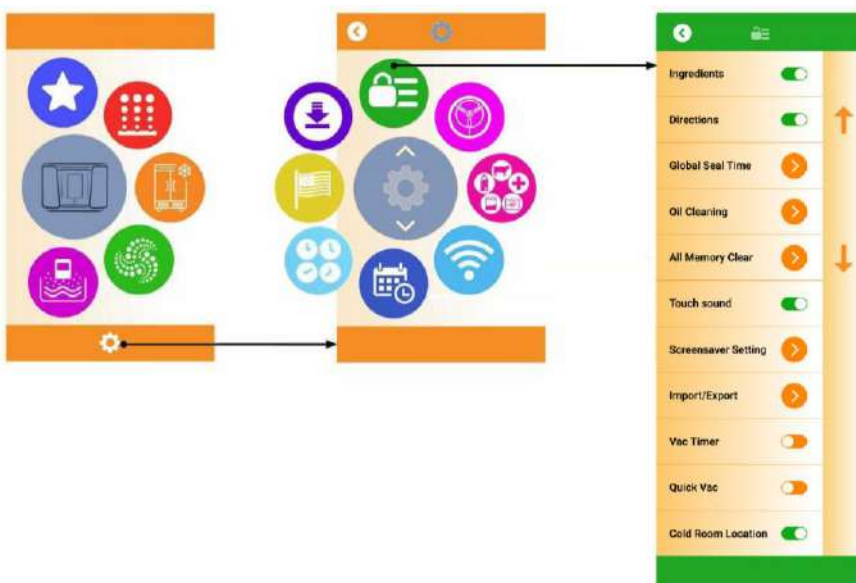 Ingredients
Directions
Global Seal Time
Oil Cleaning
All Memory Clear
Touch sound
Screensaver Setting
Import/Export
Vac Timer
Quick Vac
Cold Room Location